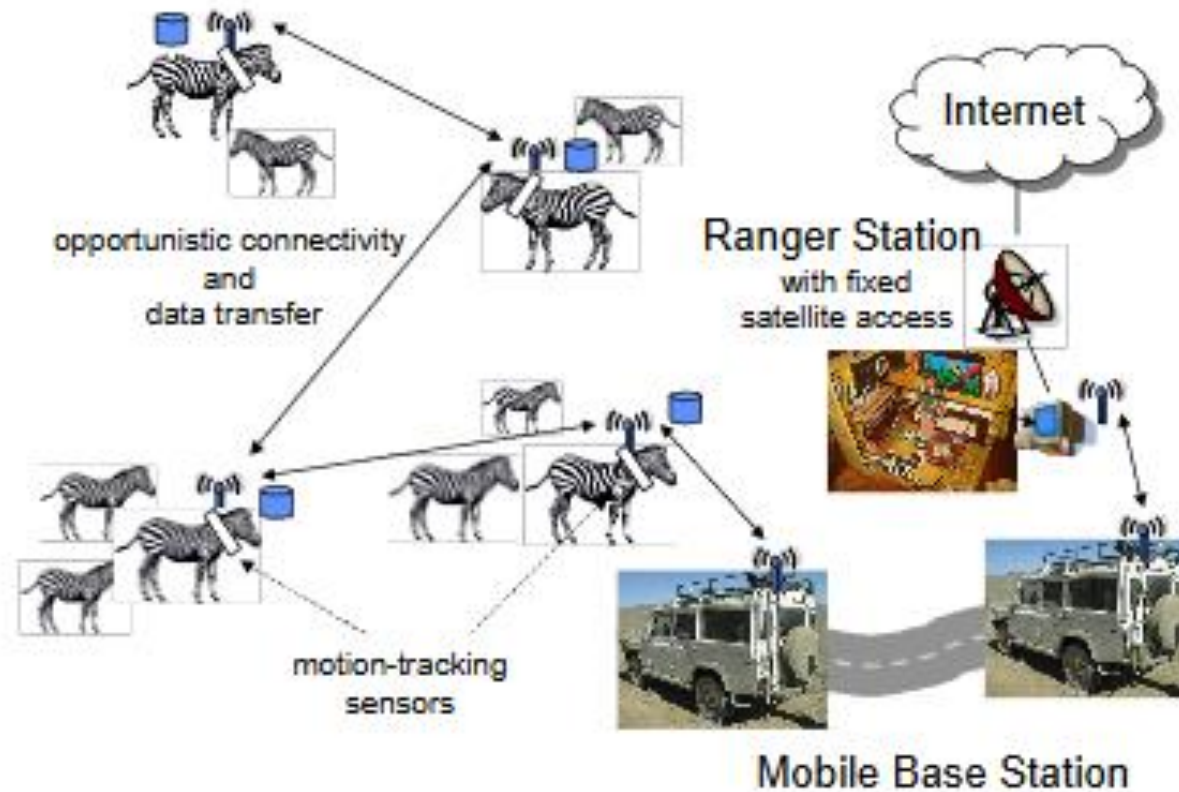 Internet
opportunistic connectivity
and
data transfer
Ranger Station
with fixed
satellite access
motion-tracking
sensors
Mobile Base Station